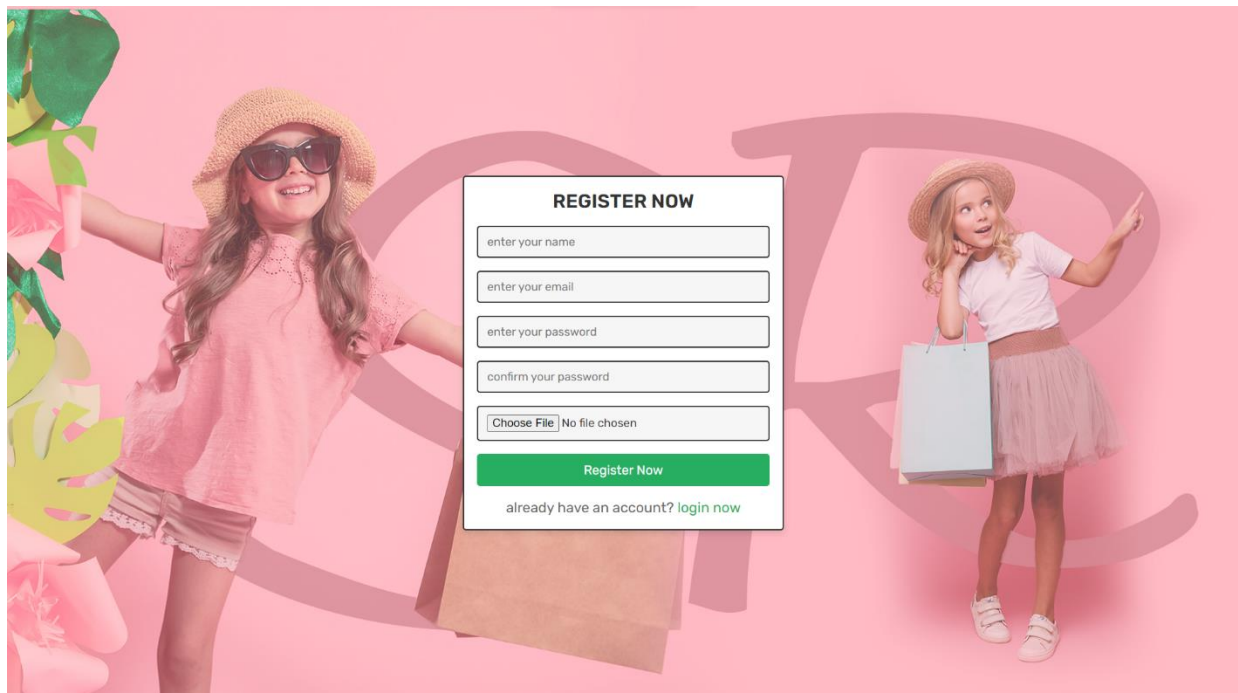 REGISTER NOW
enter your name
enter your email
enter your password
confirm your password
Choose File No file chosen
Register Now
already have an account? login now